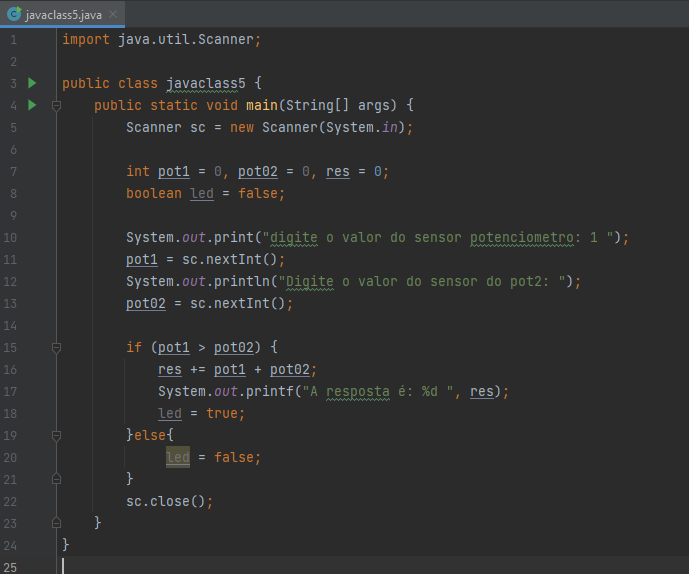 javaclass5.java
1 import java.util.Scanner;
2
3 public class javaclass5 {
4 public static void main(String[] args) {
5 Scanner sc = new Scanner(System.in);
6
7 int pot1 = 0, pot02 = 0, res = 0;
8 boolean led = false;
9
10 System.out.print("digite o valor do sensor potenciometro: 1 ");
11 pot1 = sc.nextInt();
12 System.out.println("Digite o valor do sensor do pot2: ");
13 pot02 = sc.nextInt();
14
15 if (pot1 > pot02) {
16 res += pot1 + pot02;
17 System.out.printf("A resposta é: %d ", res);
18 led = true;
19 }else{
20 led = false;
21 }
22 sc.close();
23 }
24 }
25